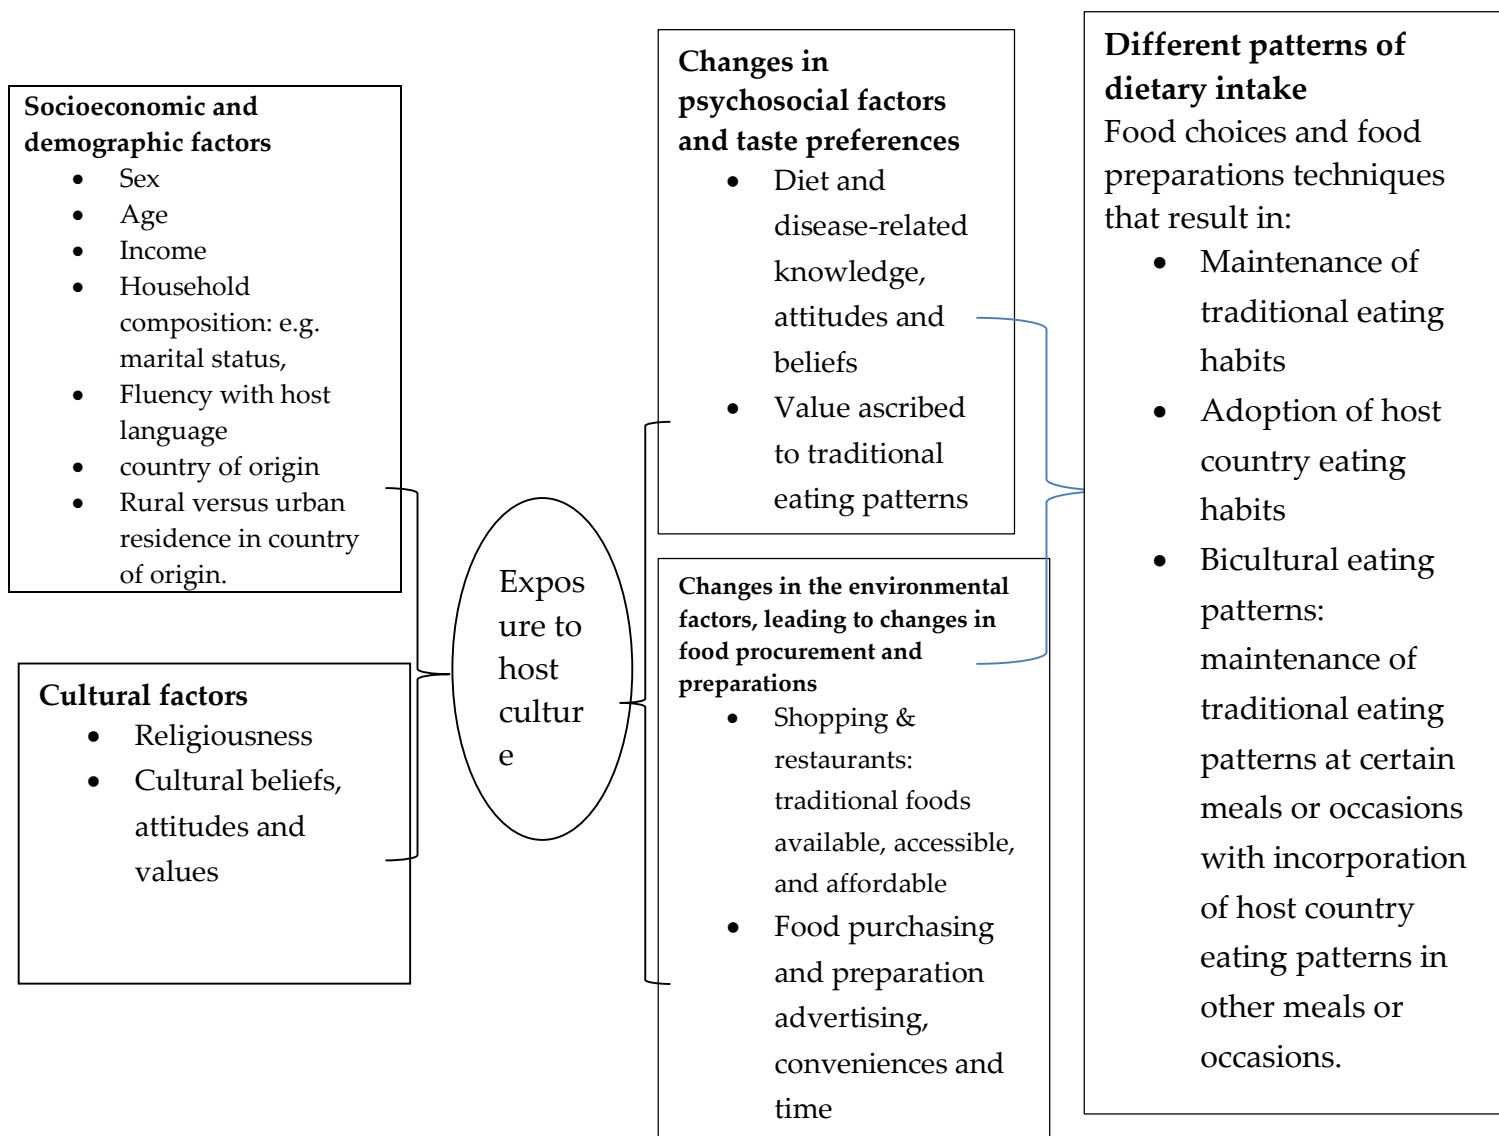 Socioeconomic and
demographic factors
• Sex
• Age
• Income
• Household
composition: e.g.
marital status,
• Fluency with host
language
• country of origin
• Rural versus urban
residence in country
of origin.
Cultural factors
• Religiousness
• Cultural beliefs,
attitudes and
values
Expos
ure to
host
cultur
e
Changes in
psychosocial factors
and taste preferences
• Diet and
disease-related
knowledge,
attitudes and
beliefs
• Value ascribed
to traditional
eating patterns
Changes in the environmental
factors, leading to changes in
food procurement and
preparations
• Shopping &
restaurants:
traditional foods
available, accessible,
and affordable
• Food purchasing
and preparation
advertising,
conveniences and
time
Different patterns of
dietary intake
Food choices and food
preparations techniques
that result in:
• Maintenance of
traditional eating
habits
• Adoption of host
country eating
habits
• Bicultural eating
patterns:
maintenance of
traditional eating
patterns at certain
meals or occasions
with incorporation
of host country
eating patterns in
other meals or
occasions.